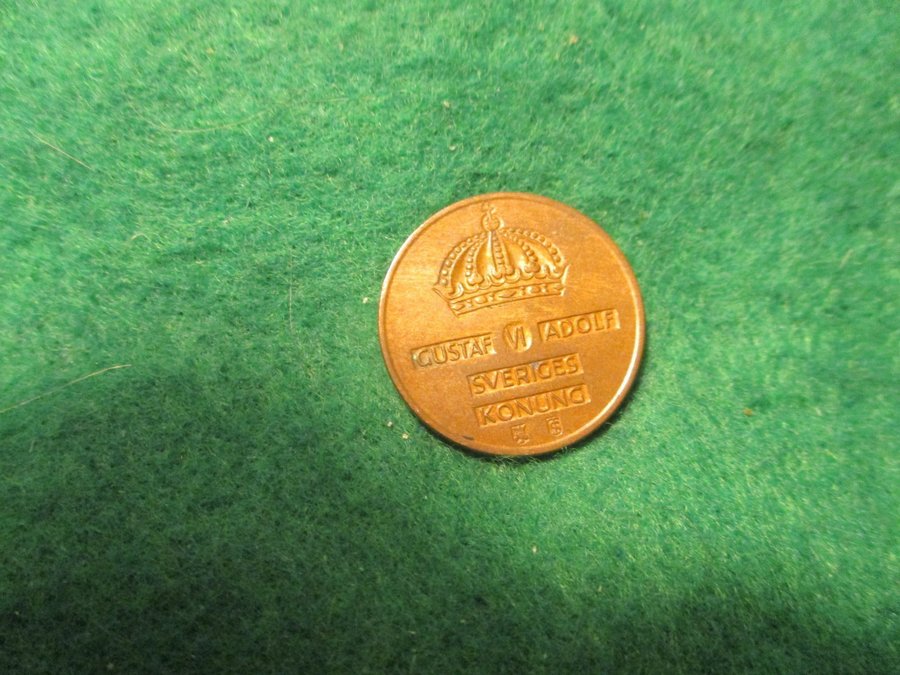 GUSTAF VI ADOLF
SVERIGES
KONUNG